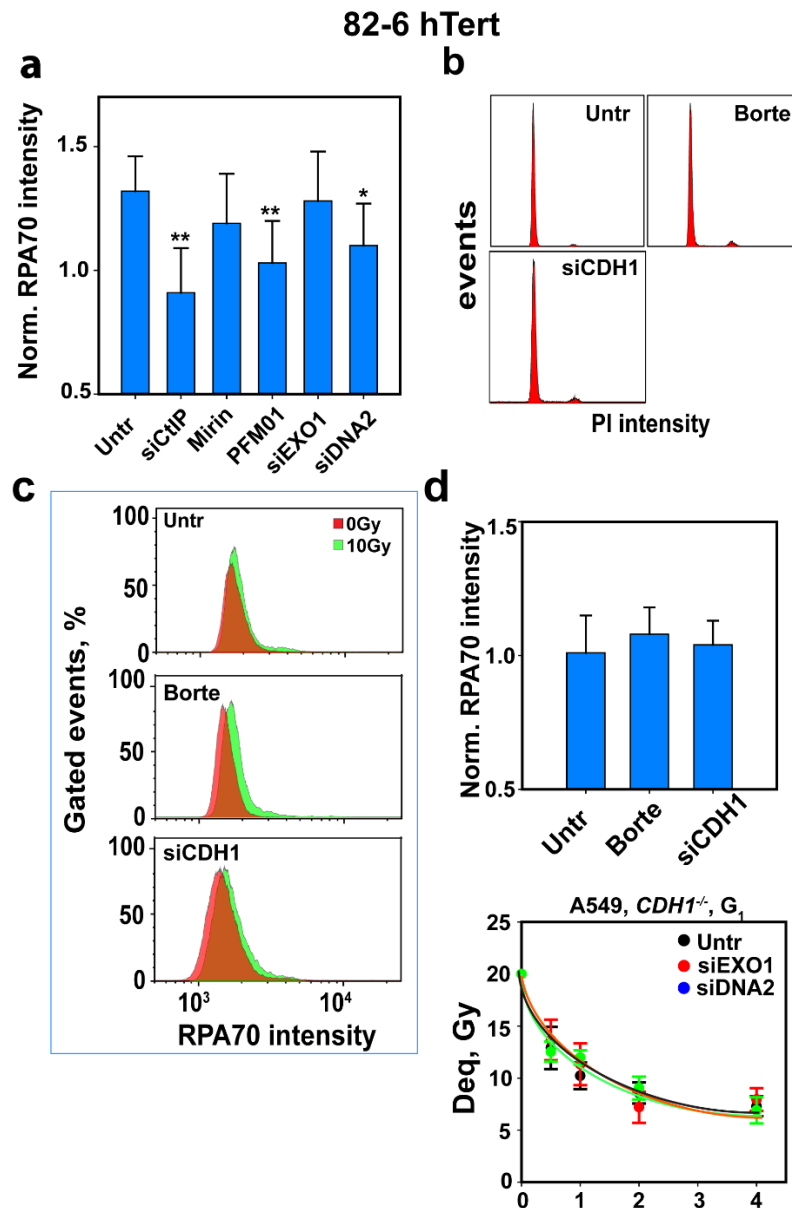 82-6 hTert
a
Norm. RPA70 intensity
1.5
1.0
0.5
**
**
*
Untr
siCtIP
Mirin
PFM01
siEXO1
siDNA2
b
Untr
Borte
siCDH1
events
PI intensity
c
Gated events, %
100
50
0
Untr
0Gy
10Gy
100
50
0
Borte
100
50
0
siCDH1
10³
10⁴
RPA70 intensity
d
Norm. RPA70 intensity
1.5
1.0
0.5
Untr
Borte
siCDH1
A549, CDH1⁻/⁻, G₁
Deq, Gy
25
20
15
10
5
0
Untr
siEXO1
siDNA2
0
1
2
3
4